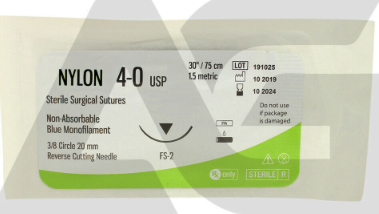 NYLON 4-0 USP
30" / 75 cm
1.5 metric
LOT 191025
10 2019
10 2024
Sterile Surgical Sutures
Non-Absorbable
Blue Monofilament
3/8 Circle 20 mm
Reverse Cutting Needle
FS-2
PA
6
Do not use
if package
is damaged
Rx only
STERILE R